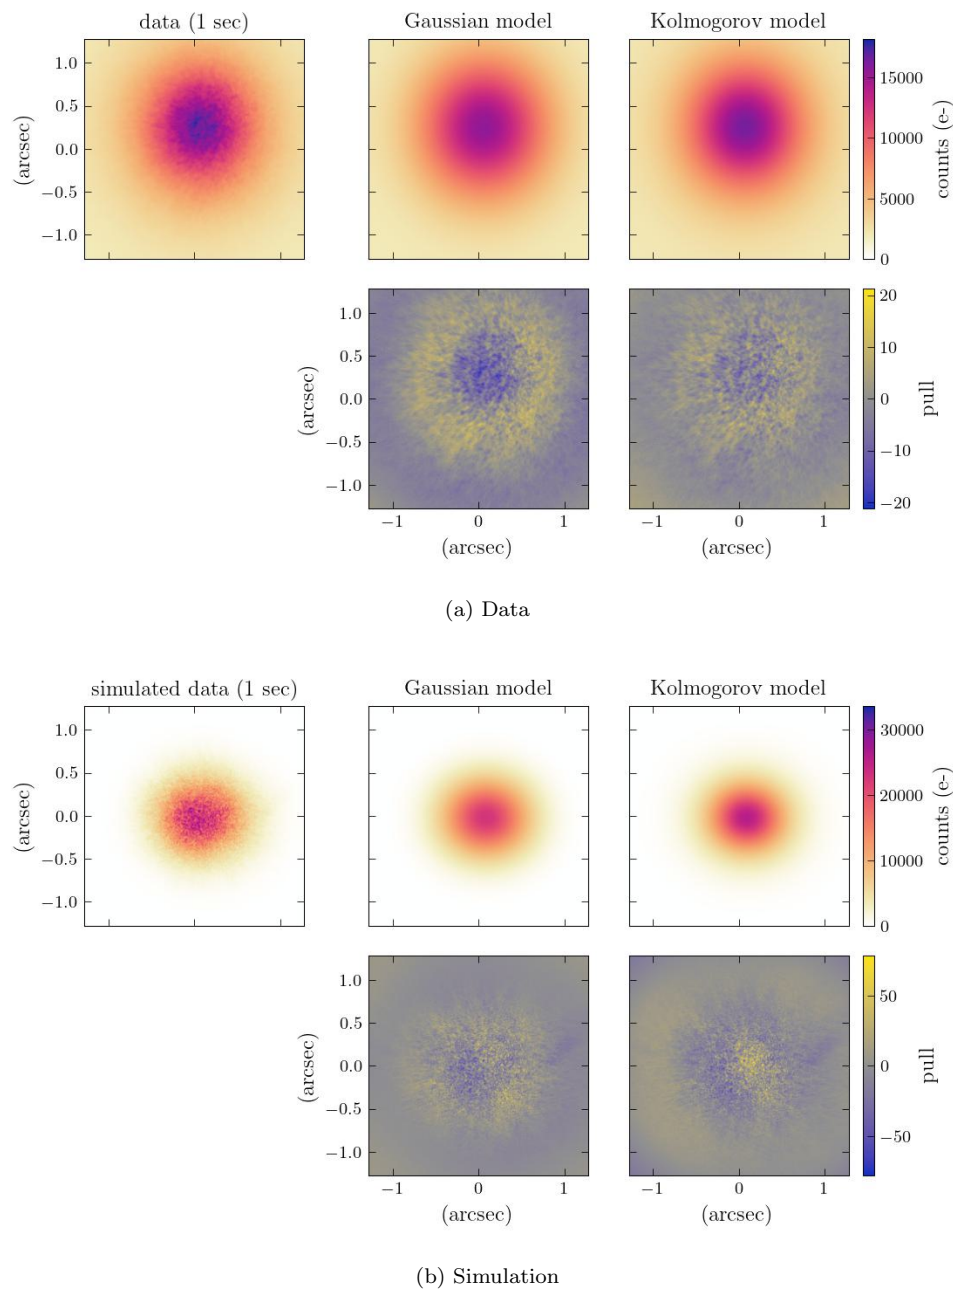 data (1 sec) Gaussian model Kolmogorov model
1.0
0.5
0.0
−0.5
−1.0
(arcsec)
15000
10000
5000
0
counts (e-)
1.0
0.5
0.0
−0.5
−1.0
(arcsec)
−1 0 1
(arcsec)
−1 0 1
(arcsec)
20
10
0
−10
−20
pull
(a) Data
simulated data (1 sec) Gaussian model Kolmogorov model
1.0
0.5
0.0
−0.5
−1.0
(arcsec)
30000
20000
10000
0
counts (e-)
1.0
0.5
0.0
−0.5
−1.0
(arcsec)
−1 0 1
(arcsec)
−1 0 1
(arcsec)
50
0
−50
pull
(b) Simulation